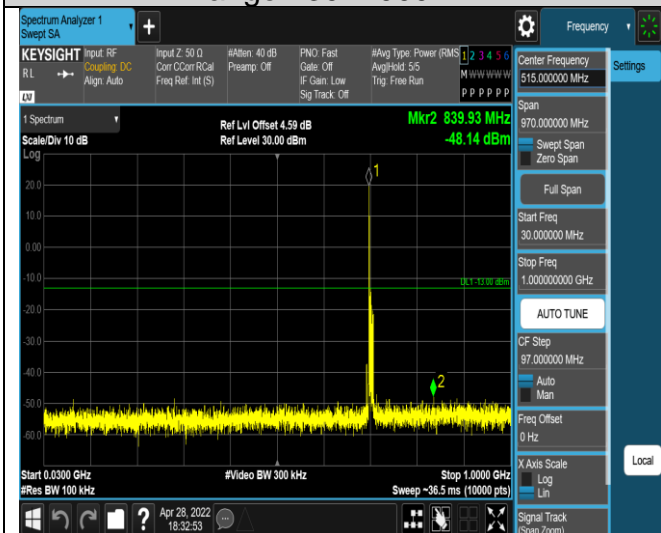 Spectrum Analyzer 1
Swept SA
+
Frequency
KEYSIGHT
RL
LXI
Input: RF
Coupling: DC
Align: Auto
Input Z: 50 Ω
Corr CCorr RCal
Freq Ref: Int (S)
#Atten: 40 dB
Preamp: Off
PNO: Fast
Gate: Off
IF Gain: Low
Sig Track: Off
#Avg Type: Power (RMS
Avg|Hold: 5/5
Trig: Free Run
1 2 3 4 5 6
M W W W W W
P P P P P P
1 Spectrum
Scale/Div 10 dB
Log
Ref Lvl Offset 4.59 dB
Ref Level 30.00 dBm
Mkr2 839.93 MHz
-48.14 dBm
1
20.0
10.0
0.00
-10.0
DL1 -13.00 dBm
-20.0
-30.0
-40.0
2
-50.0
-60.0
Start 0.0300 GHz
#Res BW 100 kHz
#Video BW 300 kHz
Stop 1.0000 GHz
Sweep ~36.5 ms (10000 pts)
?
Apr 28, 2022
18:32:53
Center Frequency
515.000000 MHz
Settings
Span
970.000000 MHz
Swept Span
Zero Span
Full Span
Start Freq
30.000000 MHz
Stop Freq
1.000000000 GHz
AUTO TUNE
CF Step
97.000000 MHz
Auto
Man
Freq Offset
0 Hz
X Axis Scale
Log
Lin
Local
Signal Track
(Span Zoom)